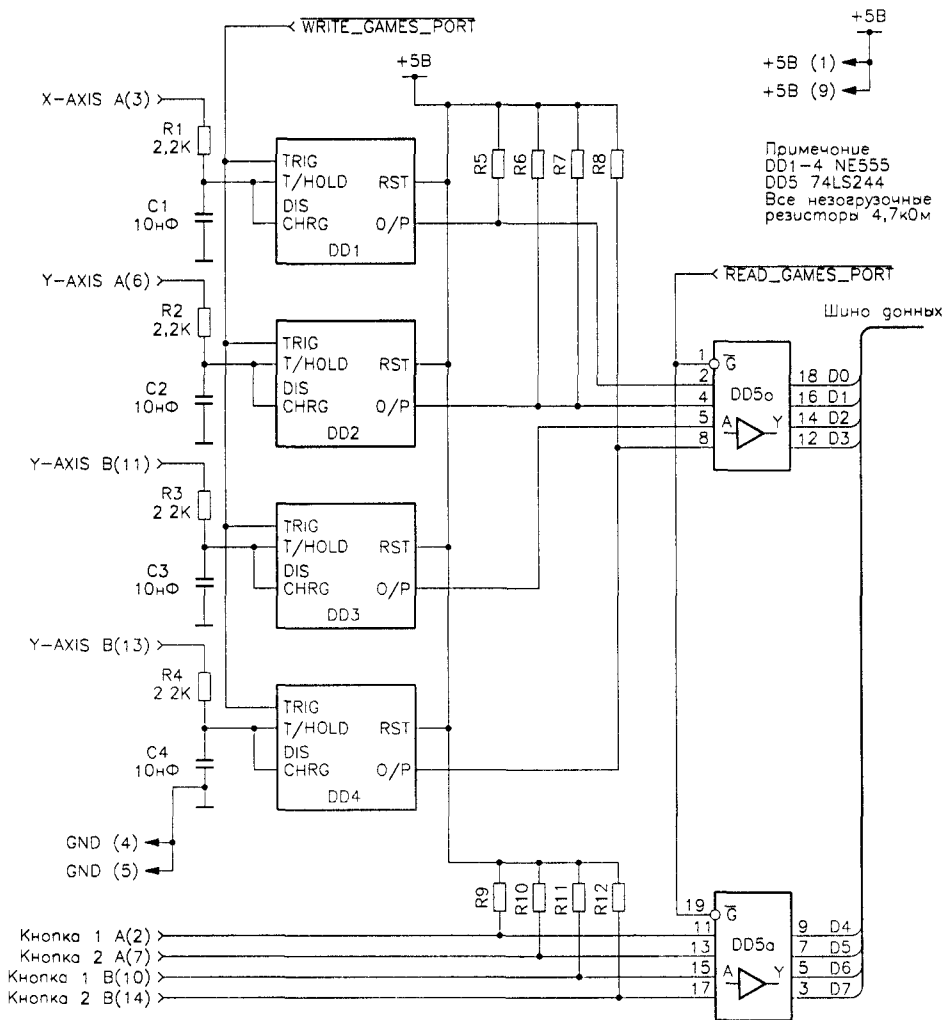 WRITE_GAMES_PORT
+5В
+5В
+5В (1)
+5В (9)
X-AXIS A(3)
R1
2,2K
C1
10нФ
TRIG
T/HOLD
RST
DIS
CHRG
O/P
DD1
R5
R6
R7
R8
Примечоние
DD1-4 NE555
DD5 74LS244
Все незогрузочные
резисторы 4,7кОм
Y-AXIS A(6)
R2
2,2K
C2
10нФ
TRIG
T/HOLD
RST
DIS
CHRG
O/P
DD2
READ_GAMES_PORT
Шино донных
1
G
2
4
5
8
DD5о
A
Y
18 D0
16 D1
14 D2
12 D3
Y-AXIS B(11)
R3
2 2K
C3
10нФ
TRIG
T/HOLD
RST
DIS
CHRG
O/P
DD3
Y-AXIS B(13)
R4
2 2K
C4
10нФ
TRIG
T/HOLD
RST
DIS
CHRG
O/P
DD4
GND (4)
GND (5)
R9
R10
R11
R12
Кнопка 1 A(2)
Кнопка 2 A(7)
Кнопка 1 B(10)
Кнопка 2 B(14)
19
G
11
13
15
17
DD5а
A
Y
9 D4
7 D5
5 D6
3 D7